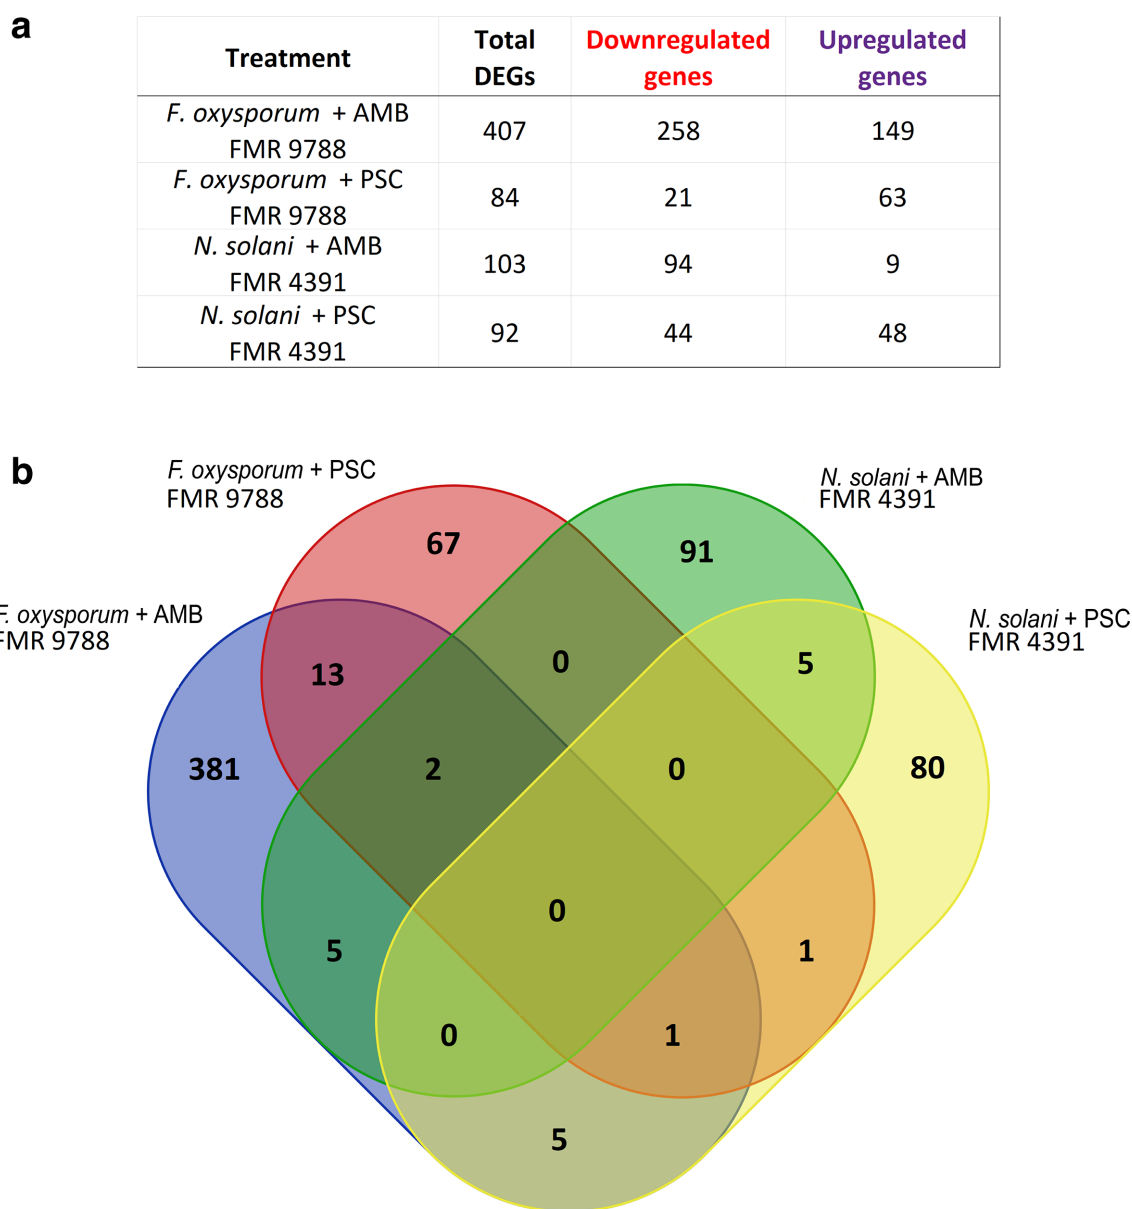 a
Treatment
Total
DEGs
Downregulated
genes
Upregulated
genes
F. oxysporum + AMB
FMR 9788
407
258
149
F. oxysporum + PSC
FMR 9788
84
21
63
N. solani + AMB
FMR 4391
103
94
9
N. solani + PSC
FMR 4391
92
44
48
b
F. oxysporum + PSC
FMR 9788
N. solani + AMB
FMR 4391
F. oxysporum + AMB
FMR 9788
N. solani + PSC
FMR 4391
67
91
13
0
5
381
2
0
80
0
5
1
0
1
5